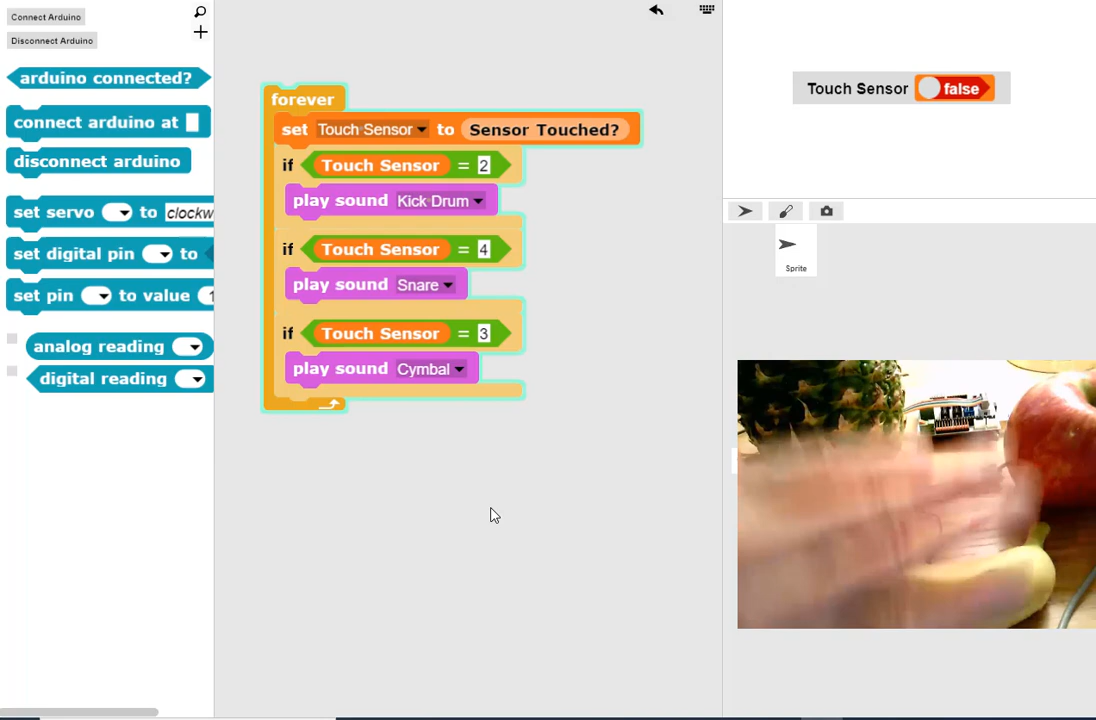 Connect Arduino
Disconnect Arduino
arduino connected?
connect arduino at
disconnect arduino
set servo to clockw
set digital pin to
set pin to value 1
analog reading
digital reading
forever
set Touch Sensor to Sensor Touched?
if Touch Sensor = 2
play sound Kick Drum
if Touch Sensor = 4
play sound Snare
if Touch Sensor = 3
play sound Cymbal
Touch Sensor false
Sprite